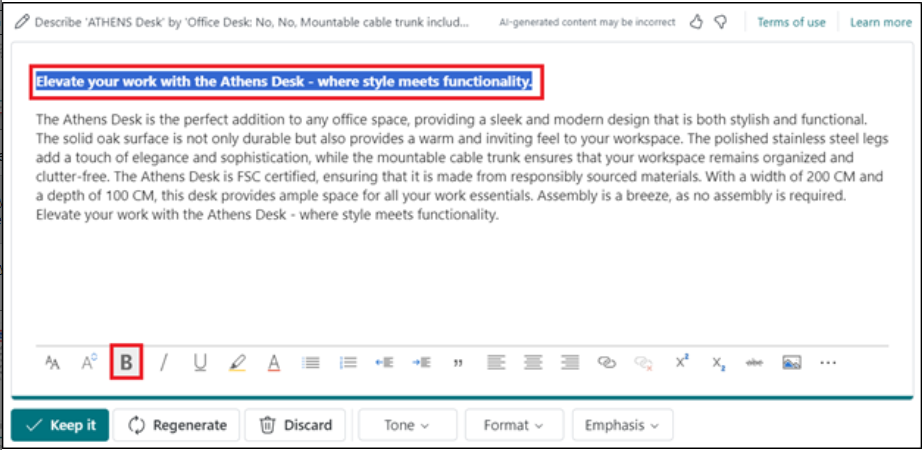 Describe 'ATHENS Desk' by 'Office Desk: No, No, Mountable cable trunk includ... AI-generated content may be incorrect Terms of use Learn more
Elevate your work with the Athens Desk - where style meets functionality.
The Athens Desk is the perfect addition to any office space, providing a sleek and modern design that is both stylish and functional.
The solid oak surface is not only durable but also provides a warm and inviting feel to your workspace. The polished stainless steel legs
add a touch of elegance and sophistication, while the mountable cable trunk ensures that your workspace remains organized and
clutter-free. The Athens Desk is FSC certified, ensuring that it is made from responsibly sourced materials. With a width of 200 CM and
a depth of 100 CM, this desk provides ample space for all your work essentials. Assembly is a breeze, as no assembly is required.
Elevate your work with the Athens Desk - where style meets functionality.
AA A B I U A " X² X₂ abc ...
Keep it Regenerate Discard Tone Format Emphasis